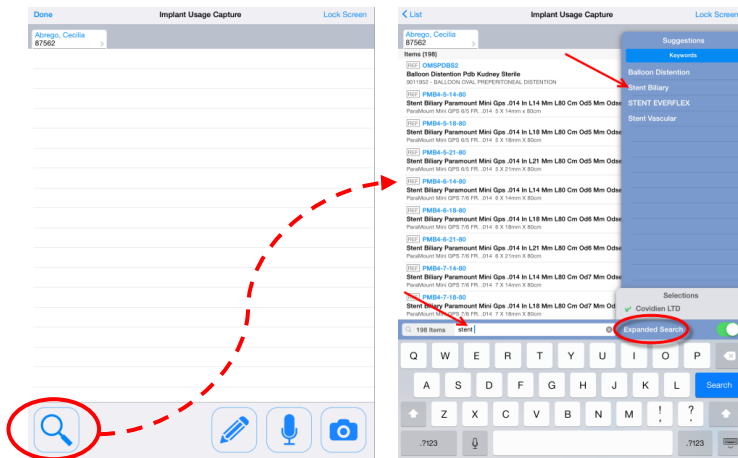 Done Implant Usage Capture Lock Screen
Abrego, Cecilia
87562
List Implant Usage Capture Lock Screen
Abrego, Cecilia
87562
Items (198)
REF OMSPDBS2
Balloon Distention Pdb Kudney Sterile
9011952 - BALLOON OVAL PREPERITONEAL DISTENTION
REF PMB4-5-14-80
Stent Biliary Paramount Mini Gps .014 In L14 Mm L80 Cm Od5 Mm Odse
ParaMount Mini GPS 6/5 FR. .014 5 X 14mm x 80cm
REF PMB4-5-18-80
Stent Biliary Paramount Mini Gps .014 In L18 Mm L80 Cm Od5 Mm Odse
ParaMount Mini GPS 6/5 FR. .014 5 X 18mm X 80cm
REF PMB4-5-21-80
Stent Biliary Paramount Mini Gps .014 In L21 Mm L80 Cm Od5 Mm Odse
ParaMount Mini GPS 6/5 FR. .014 5 X 21mm X 80cm
REF PMB4-6-14-80
Stent Biliary Paramount Mini Gps .014 In L14 Mm L80 Cm Od6 Mm Odse
ParaMount Mini GPS 7/6 FR. .014 6 X 14mm X 80cm
REF PMB4-6-18-80
Stent Biliary Paramount Mini Gps .014 In L18 Mm L80 Cm Od6 Mm Odse
ParaMount Mini GPS 7/6 FR. .014 6 X 18mm X 80cm
REF PMB4-6-21-80
Stent Biliary Paramount Mini Gps .014 In L21 Mm L80 Cm Od6 Mm Odse
ParaMount Mini GPS 7/6 FR. .014 6 X 21mm X 80cm
REF PMB4-7-14-80
Stent Biliary Paramount Mini Gps .014 In L14 Mm L80 Cm Od7 Mm Odse
ParaMount Mini GPS 7/6 FR. .014 7 X 14mm X 80cm
REF PMB4-7-18-80
Stent Biliary Paramount Mini Gps .014 In L18 Mm L80 Cm Od7 Mm Od
ParaMount Mini GPS 7/6 FR. .014 7 X 18mm X 80cm
Suggestions
Keywords
Balloon Distention
Stent Biliary
STENT EVERFLEX
Stent Vascular
Selections
Covidien LTD
198 Items stent Expanded Search
Q W E R T Y U I O P
A S D F G H J K L Search
Z X C V B N M ! , ? .
.?123 .?123